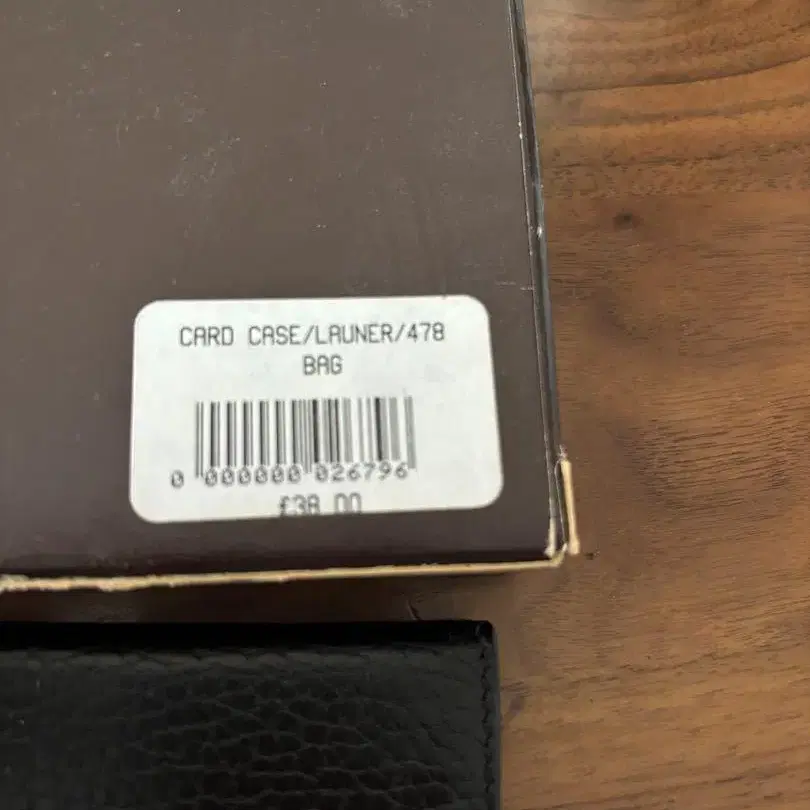 CARD CASE/LAUNER/478
BAG
0 000000 026796
£38.00